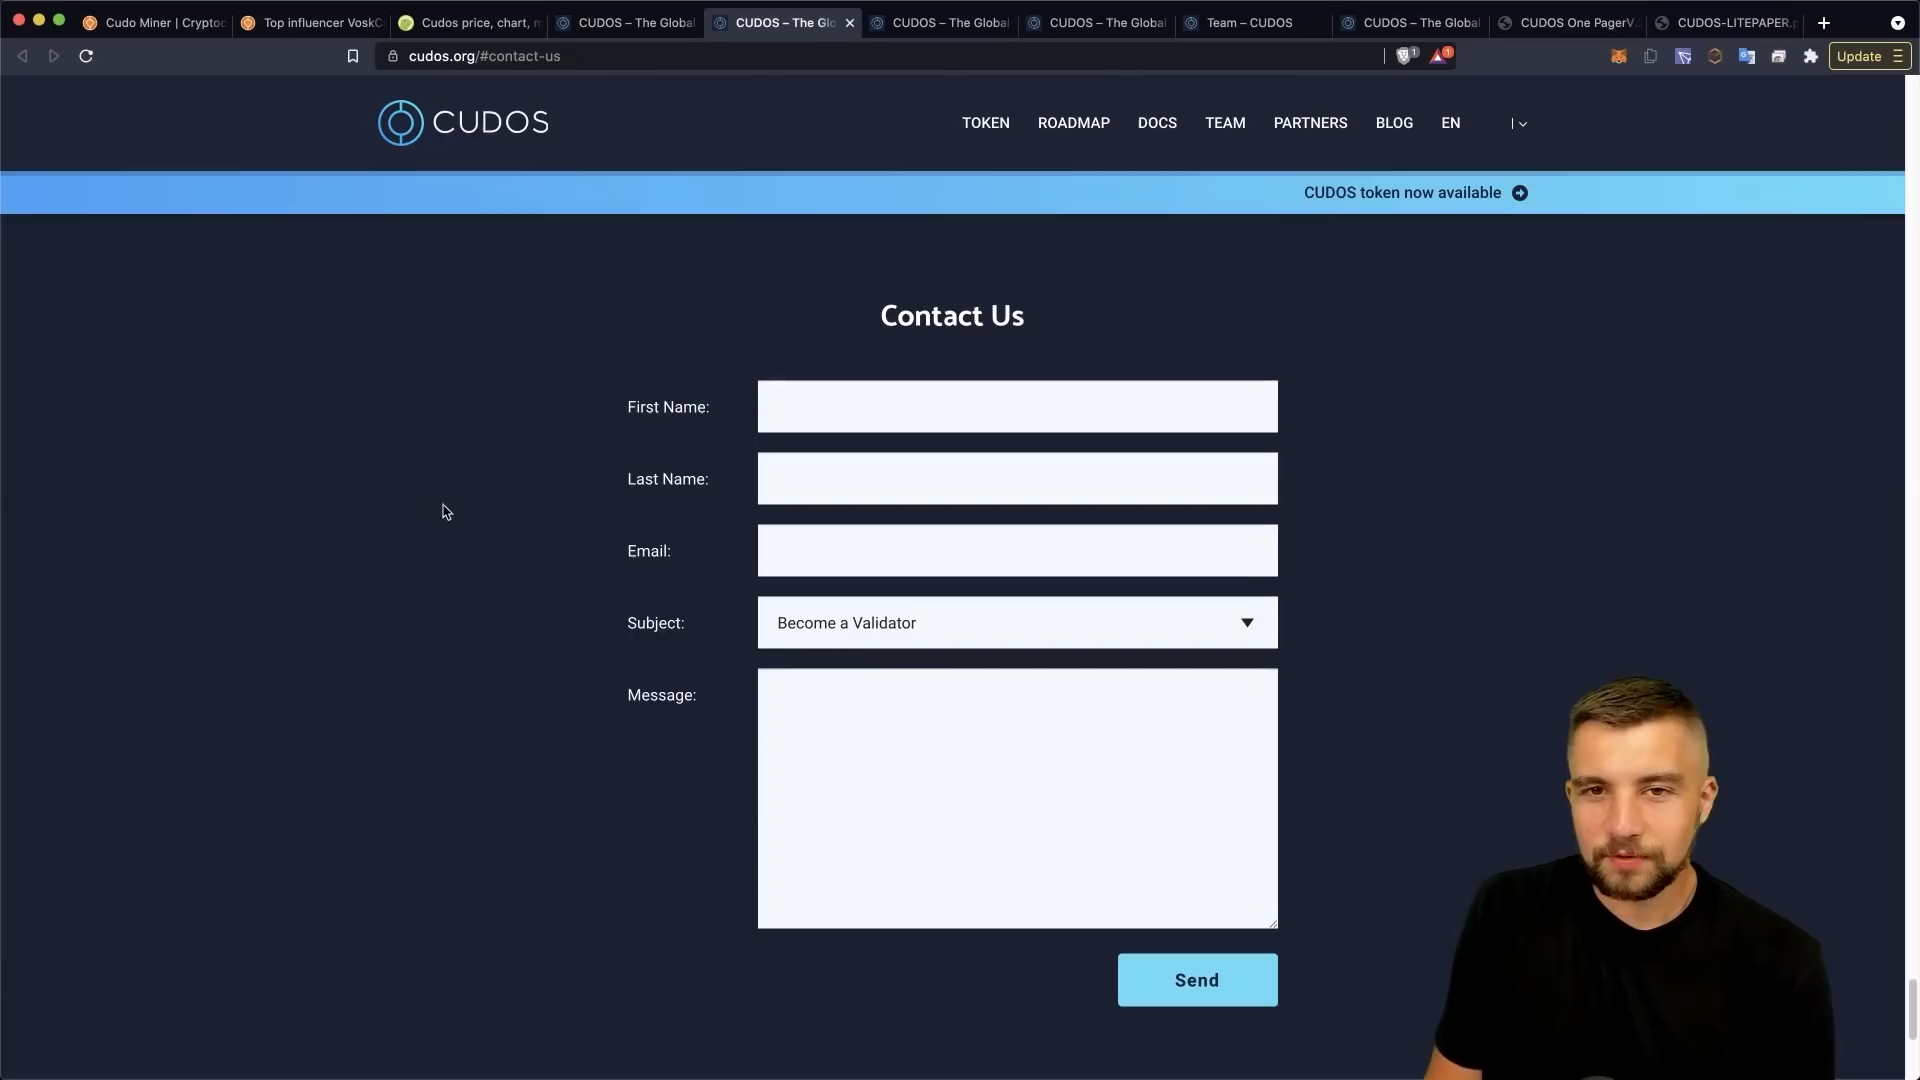 Cudo Miner | Cryptoc
Top influencer VoskC
Cudos price, chart, m
CUDOS – The Global
CUDOS – The Glo
CUDOS – The Global
CUDOS – The Global
Team – CUDOS
CUDOS – The Global
CUDOS One PagerV.
CUDOS-LITEPAPER.p
cudos.org/#contact-us
1
1
Update
CUDOS
TOKEN
ROADMAP
DOCS
TEAM
PARTNERS
BLOG
EN
CUDOS token now available
Contact Us
First Name:
Last Name:
Email:
Subject:
Become a Validator
Message:
Send